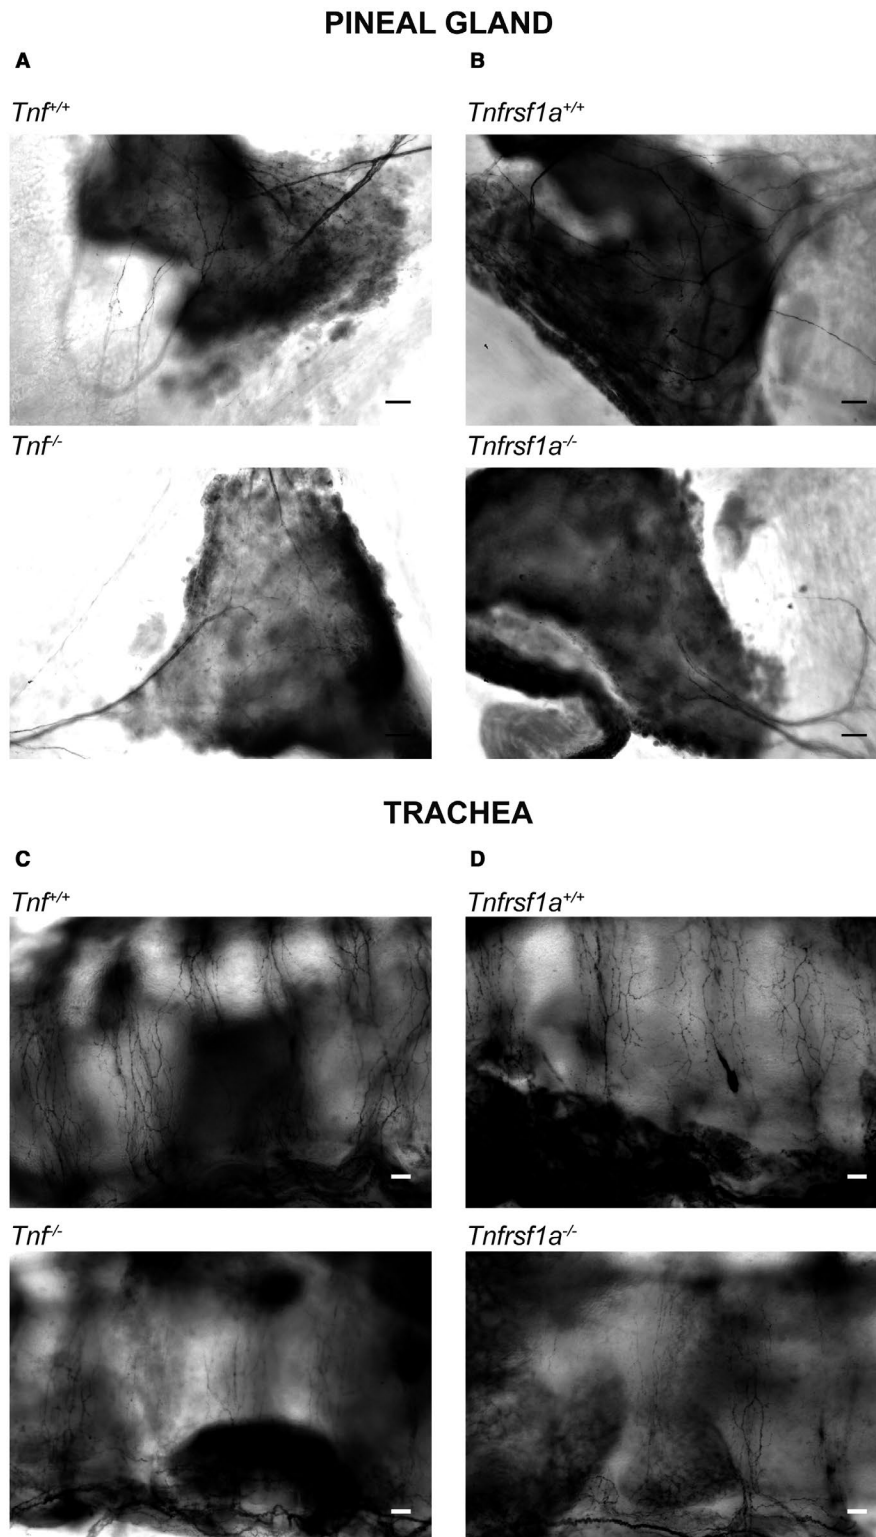 PINEAL GLAND
A
B
Tnf+/+
Tnfrsf1a+/+
Tnf-/-
Tnfrsf1a-/-
TRACHEA
C
D
Tnf+/+
Tnfrsf1a+/+
Tnf-/-
Tnfrsf1a-/-